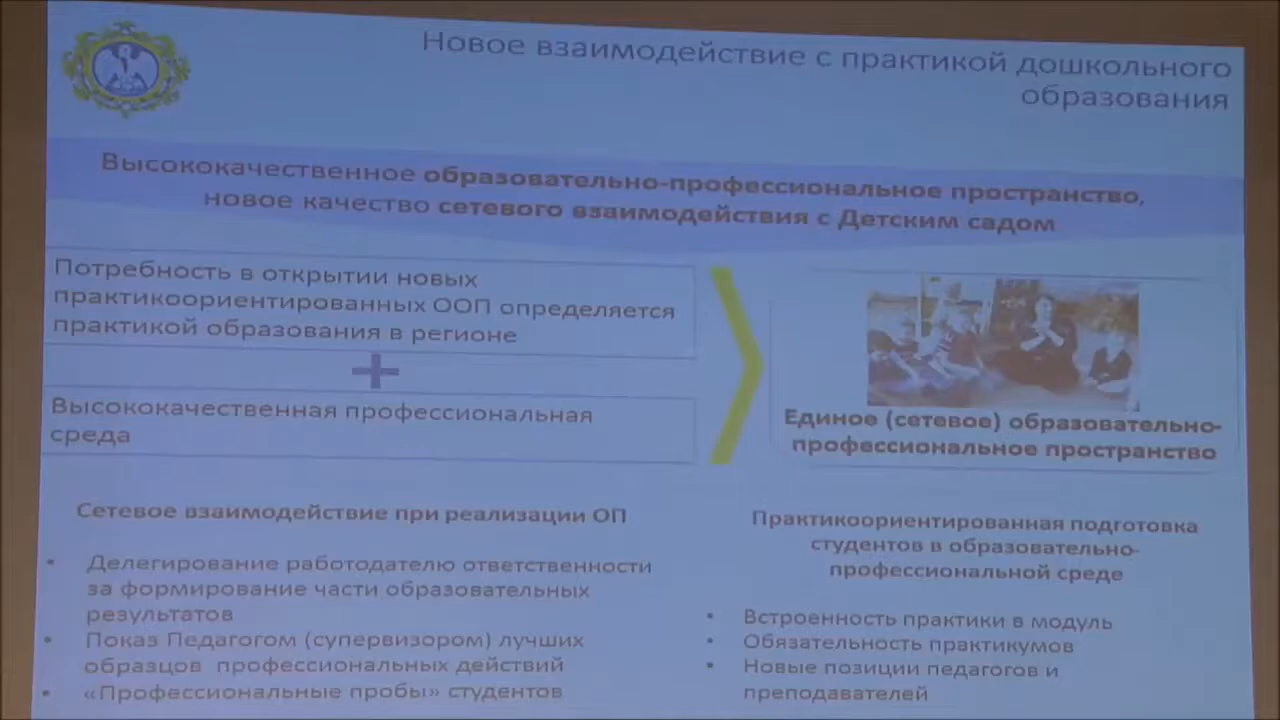 Новое взаимодействие с практикой дошкольного
образования
Высококачественное образовательно-профессиональное пространство,
новое качество сетевого взаимодействия с Детским садом
Потребность в открытии новых
практикоориентированных ООП определяется
практикой образования в регионе
+
Высококачественная профессиональная
среда
Единое (сетевое) образовательно-
профессиональное пространство
Сетевое взаимодействие при реализации ОП
• Делегирование работодателю ответственности
за формирование части образовательных
результатов
• Показ Педагогом (супервизором) лучших
образцов профессиональных действий
• «Профессиональные пробы» студентов
Практикоориентированная подготовка
студентов в образовательно-
профессиональной среде
• Встроенность практики в модуль
• Обязательность практикумов
• Новые позиции педагогов и
преподавателей